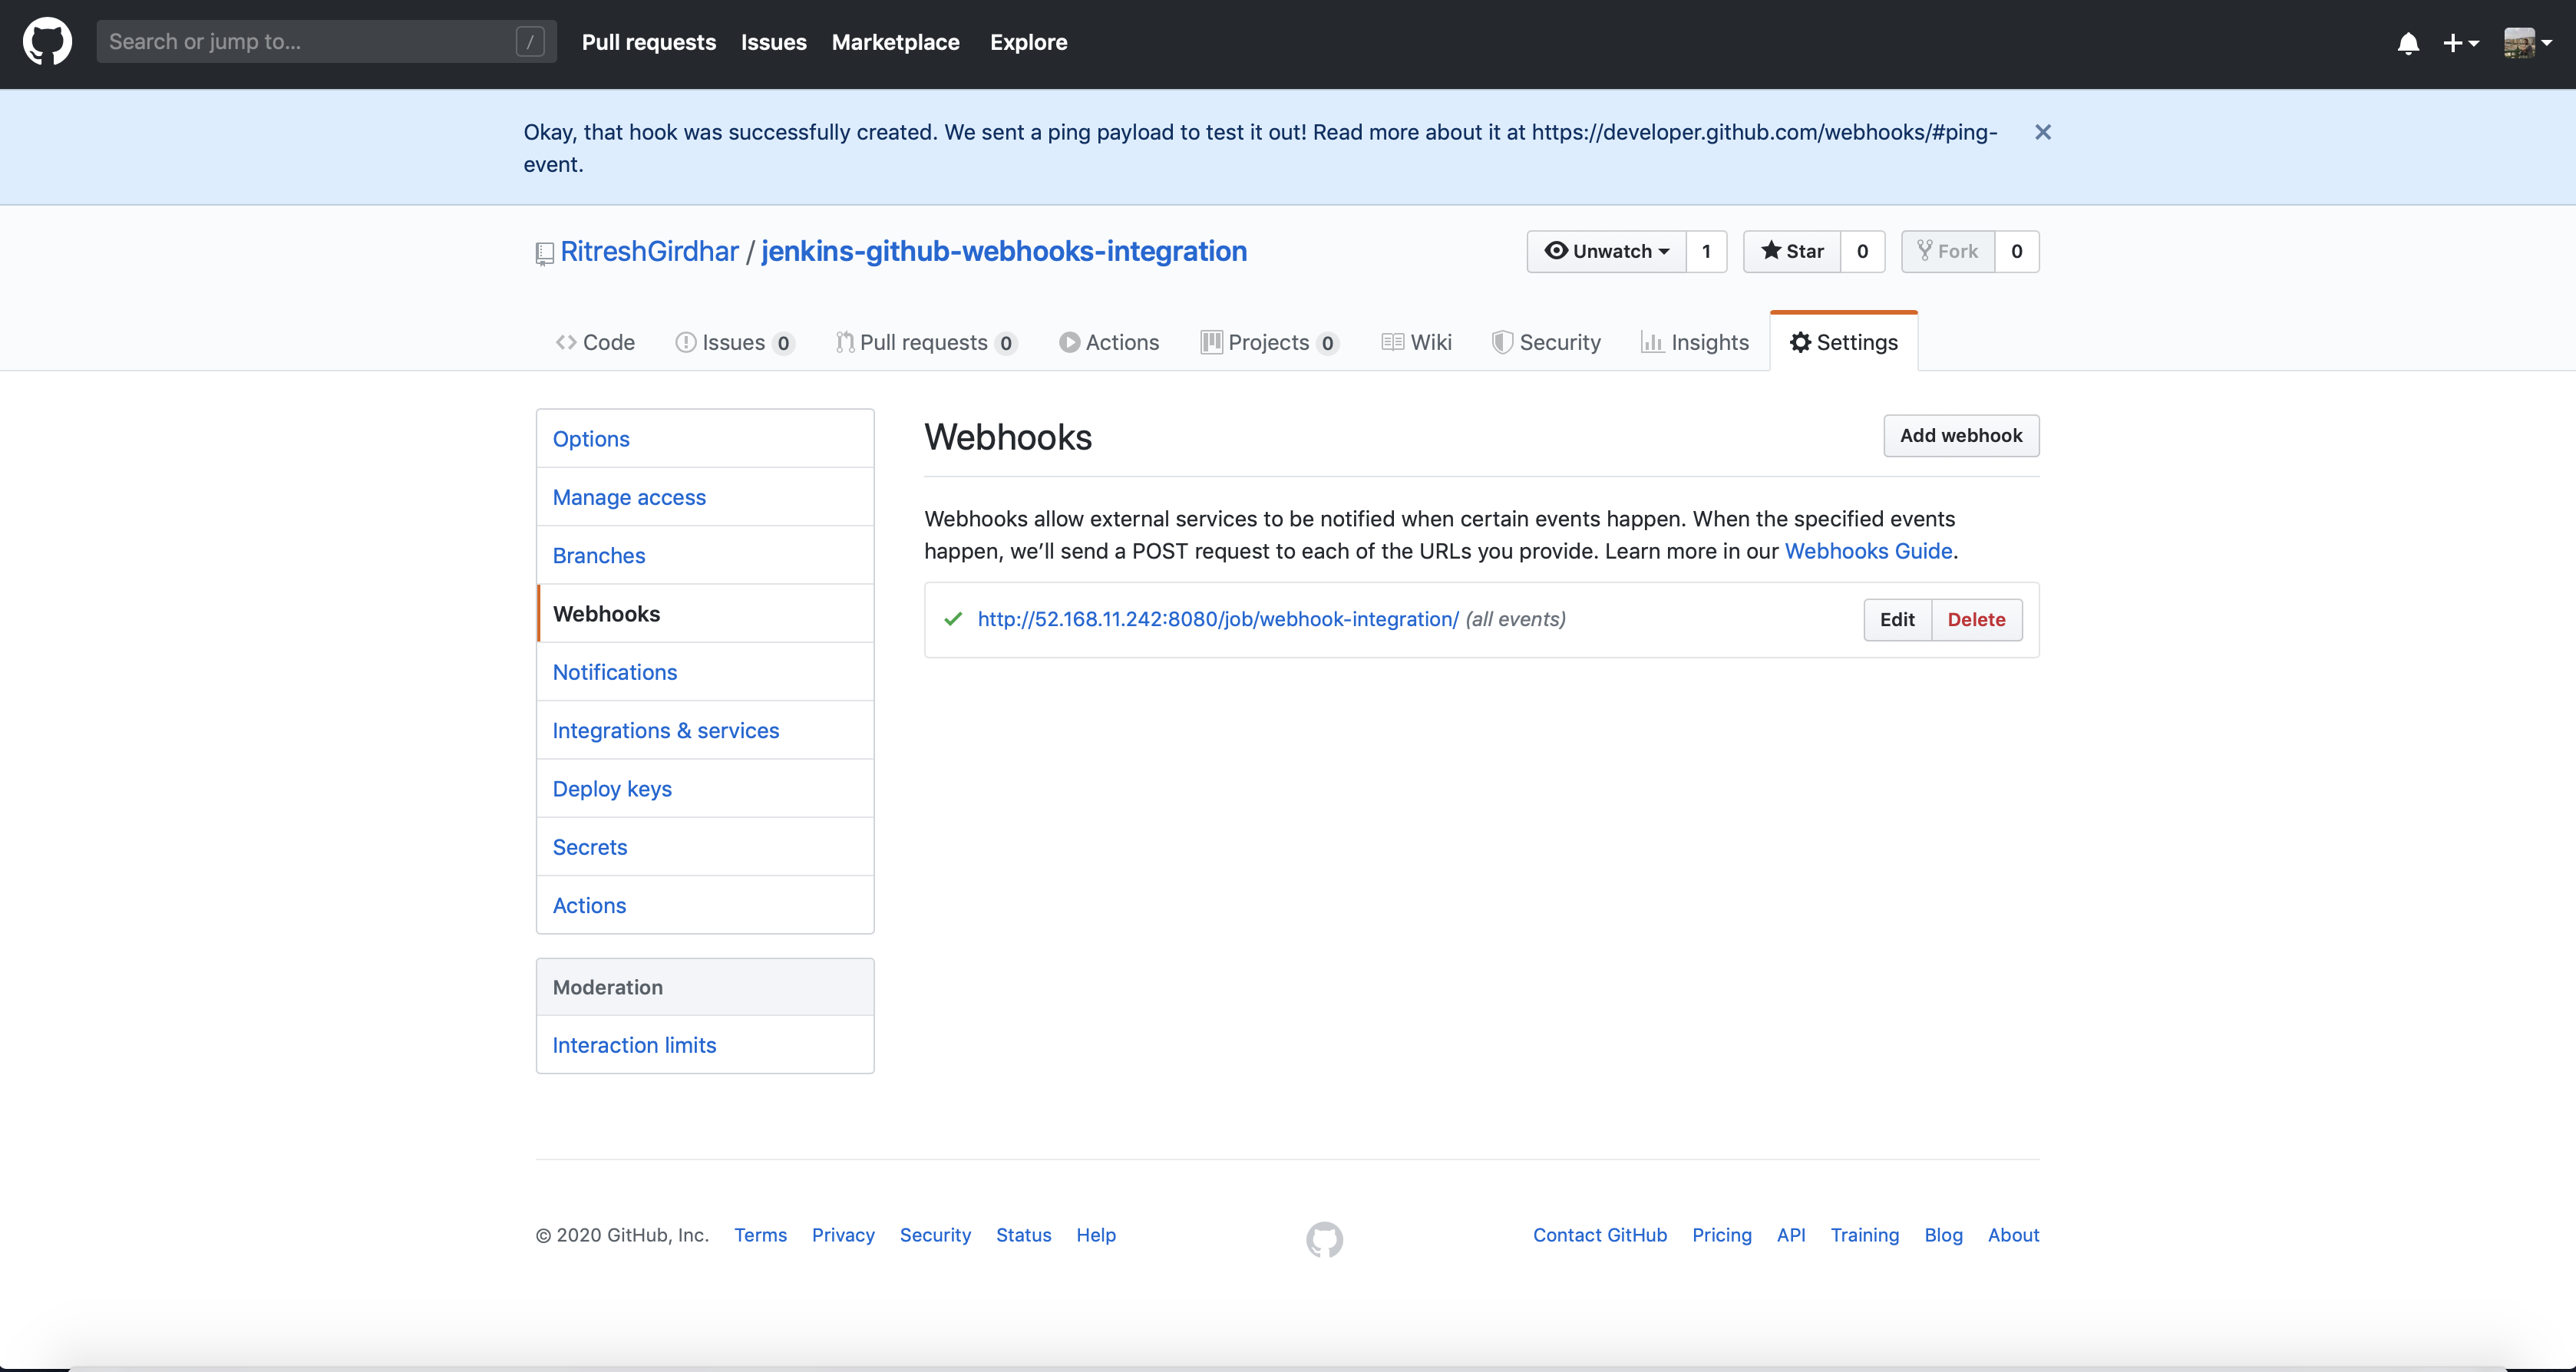 Search or jump to...
/
Pull requests
Issues
Marketplace
Explore
Okay, that hook was successfully created. We sent a ping payload to test it out! Read more about it at https://developer.github.com/webhooks/#ping-
event.
RitreshGirdhar / jenkins-github-webhooks-integration
Unwatch 1
Star 0
Fork 0
Code
Issues 0
Pull requests 0
Actions
Projects 0
Wiki
Security
Insights
Settings
Options
Manage access
Branches
Webhooks
Notifications
Integrations & services
Deploy keys
Secrets
Actions
Moderation
Interaction limits
Webhooks
Add webhook
Webhooks allow external services to be notified when certain events happen. When the specified events
happen, we’ll send a POST request to each of the URLs you provide. Learn more in our Webhooks Guide.
http://52.168.11.242:8080/job/webhook-integration/ (all events)
Edit
Delete
© 2020 GitHub, Inc.
Terms
Privacy
Security
Status
Help
Contact GitHub
Pricing
API
Training
Blog
About